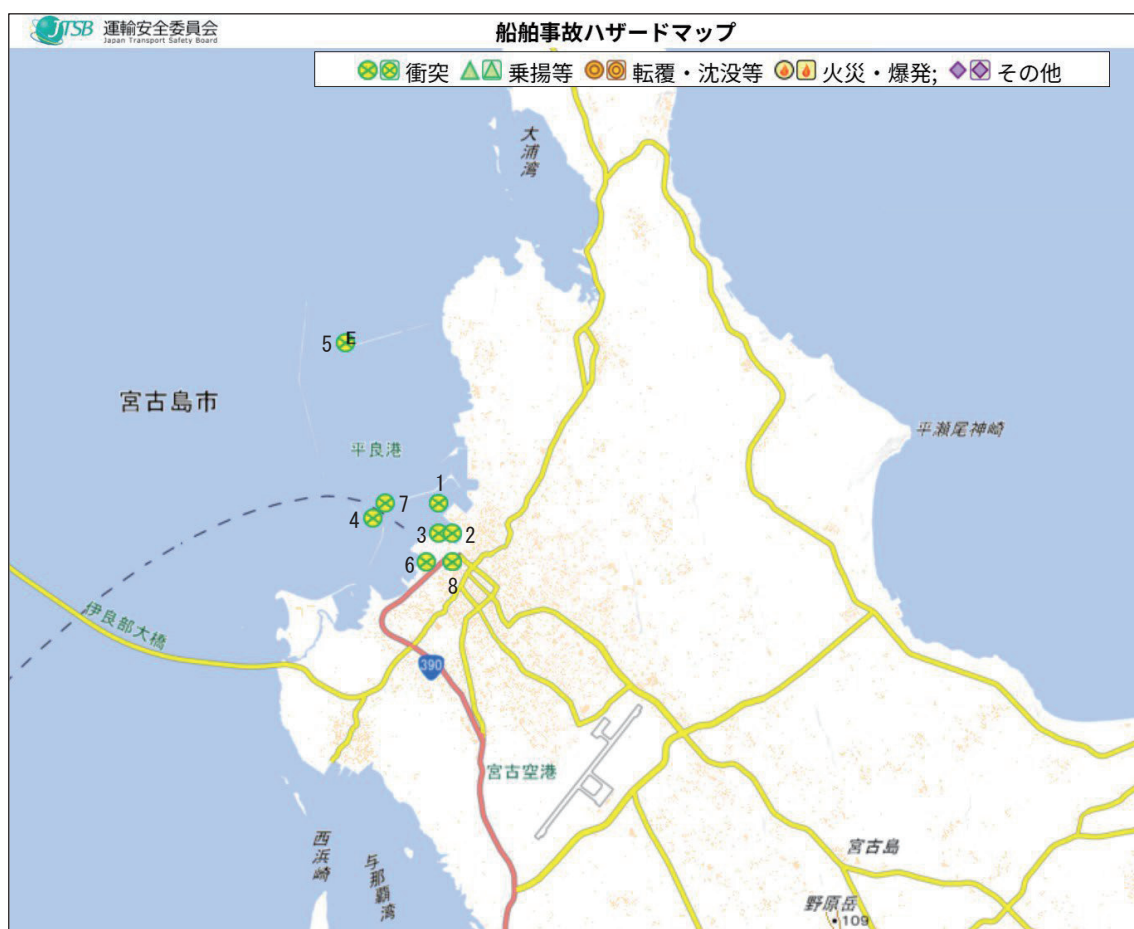 JTSB 運輸安全委員会
Japan Transport Safety Board
船舶事故ハザードマップ
衝突 乗揚等 転覆・沈没等 火災・爆発; その他
大浦湾
5 E
宮古島市
平瀬尾神崎
平良港
1
7
4
3 2
6
8
伊良部大橋
390
宮古空港
西浜崎
与那覇湾
宮古島
野原岳
・109